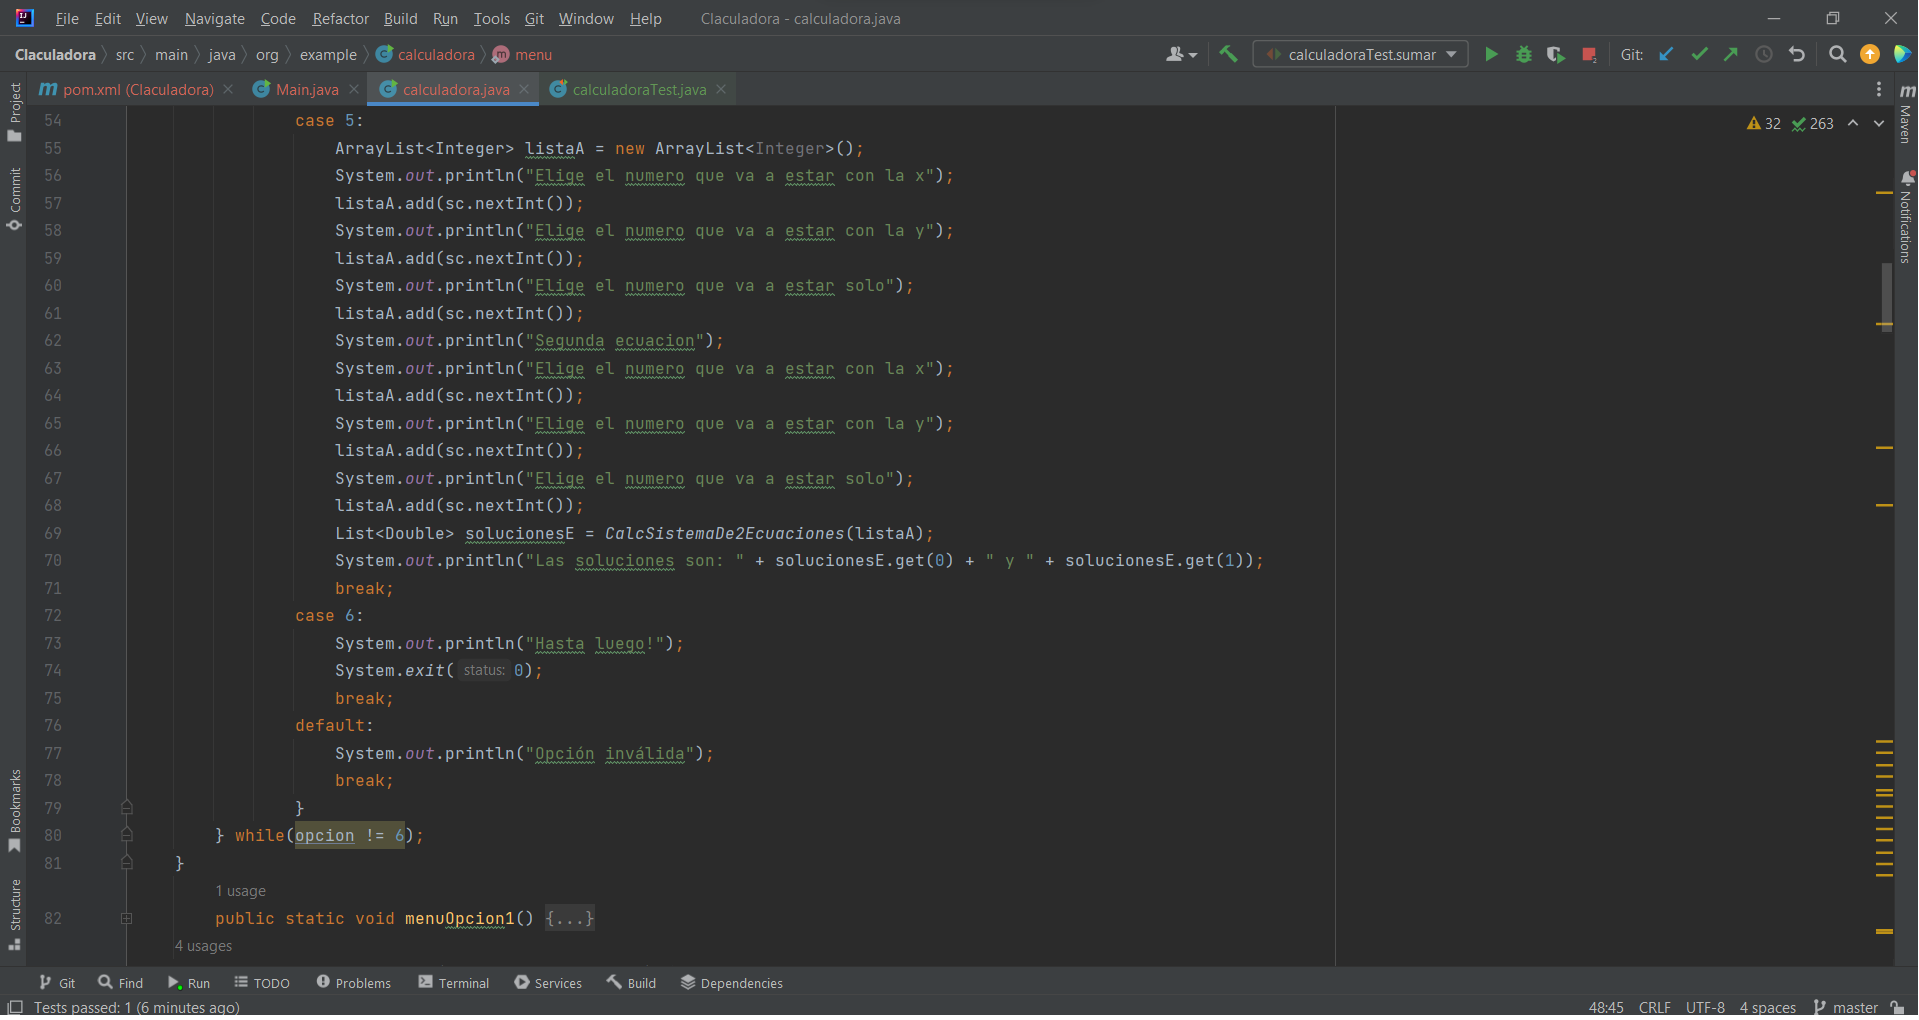 File Edit View Navigate Code Refactor Build Run Tools Git Window Help Claculadora - calculadora.java
Claculadora src main java org example calculadora menu calculadoraTest.sumar Git:
pom.xml (Claculadora) Main.java calculadora.java calculadoraTest.java
32 263
Project
Commit
Bookmarks
Structure
Maven
Notifications
54 case 5:
55 ArrayList<Integer> listaA = new ArrayList<Integer>();
56 System.out.println("Elige el numero que va a estar con la x");
57 listaA.add(sc.nextInt());
58 System.out.println("Elige el numero que va a estar con la y");
59 listaA.add(sc.nextInt());
60 System.out.println("Elige el numero que va a estar solo");
61 listaA.add(sc.nextInt());
62 System.out.println("Segunda ecuacion");
63 System.out.println("Elige el numero que va a estar con la x");
64 listaA.add(sc.nextInt());
65 System.out.println("Elige el numero que va a estar con la y");
66 listaA.add(sc.nextInt());
67 System.out.println("Elige el numero que va a estar solo");
68 listaA.add(sc.nextInt());
69 List<Double> solucionesE = CalcSistemaDe2Ecuaciones(listaA);
70 System.out.println("Las soluciones son: " + solucionesE.get(0) + " y " + solucionesE.get(1));
71 break;
72 case 6:
73 System.out.println("Hasta luego!");
74 System.exit( status: 0);
75 break;
76 default:
77 System.out.println("Opción inválida");
78 break;
79 }
80 } while(opcion != 6);
81 }
1 usage
82 public static void menuOpcion1() {...}
4 usages
Git Find Run TODO Problems Terminal Services Build Dependencies
Tests passed: 1 (6 minutes ago) 48:45 CRLF UTF-8 4 spaces master